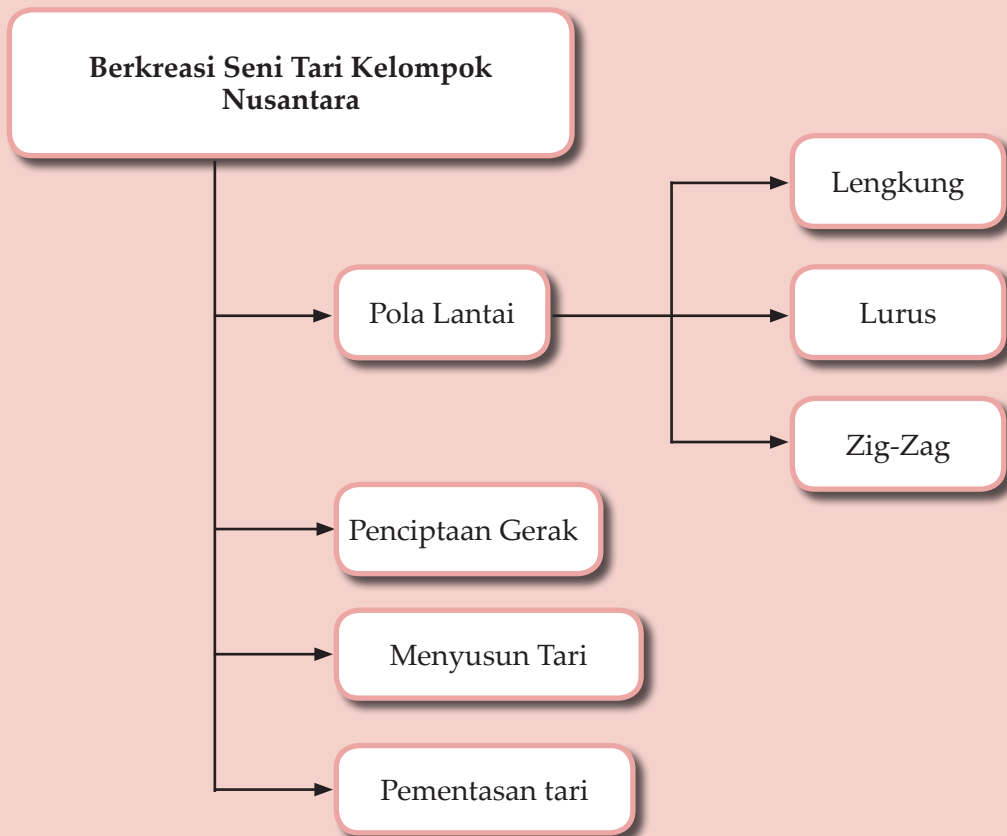 Berkreasi Seni Tari Kelompok
Nusantara
Pola Lantai
Lengkung
Lurus
Zig-Zag
Penciptaan Gerak
Menyusun Tari
Pementasan tari